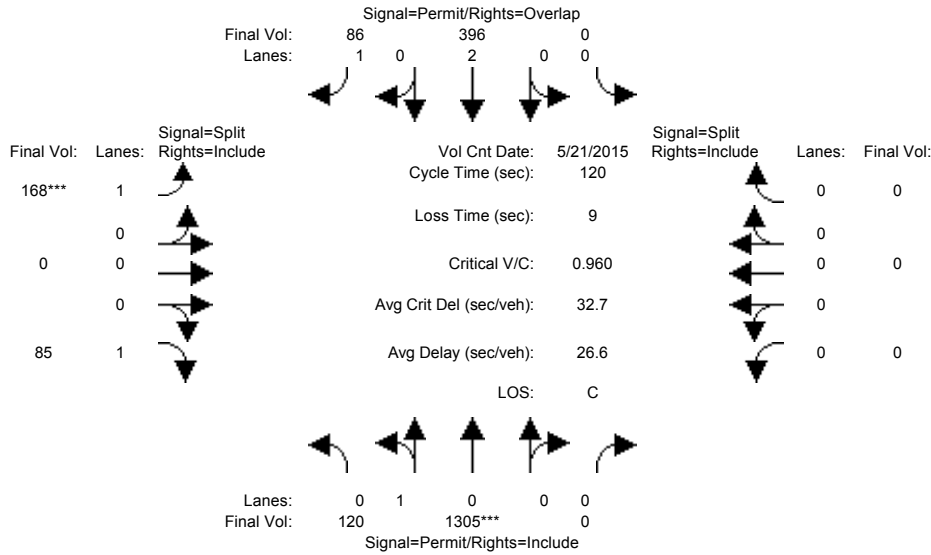 Signal=Permit/Rights=Overlap
Final Vol: 86 396 0
Lanes: 1 0 2 0 0
Signal=Split Signal=Split
Final Vol: Lanes: Rights=Include Vol Cnt Date: 5/21/2015 Rights=Include Lanes: Final Vol:
Cycle Time (sec): 120
168*** 1 0 0
Loss Time (sec): 9
0 0
0 0 Critical V/C: 0.960 0 0
0 Avg Crit Del (sec/veh): 32.7 0
85 1 Avg Delay (sec/veh): 26.6 0 0
LOS: C
Lanes: 0 1 0 0 0
Final Vol: 120 1305*** 0
Signal=Permit/Rights=Include